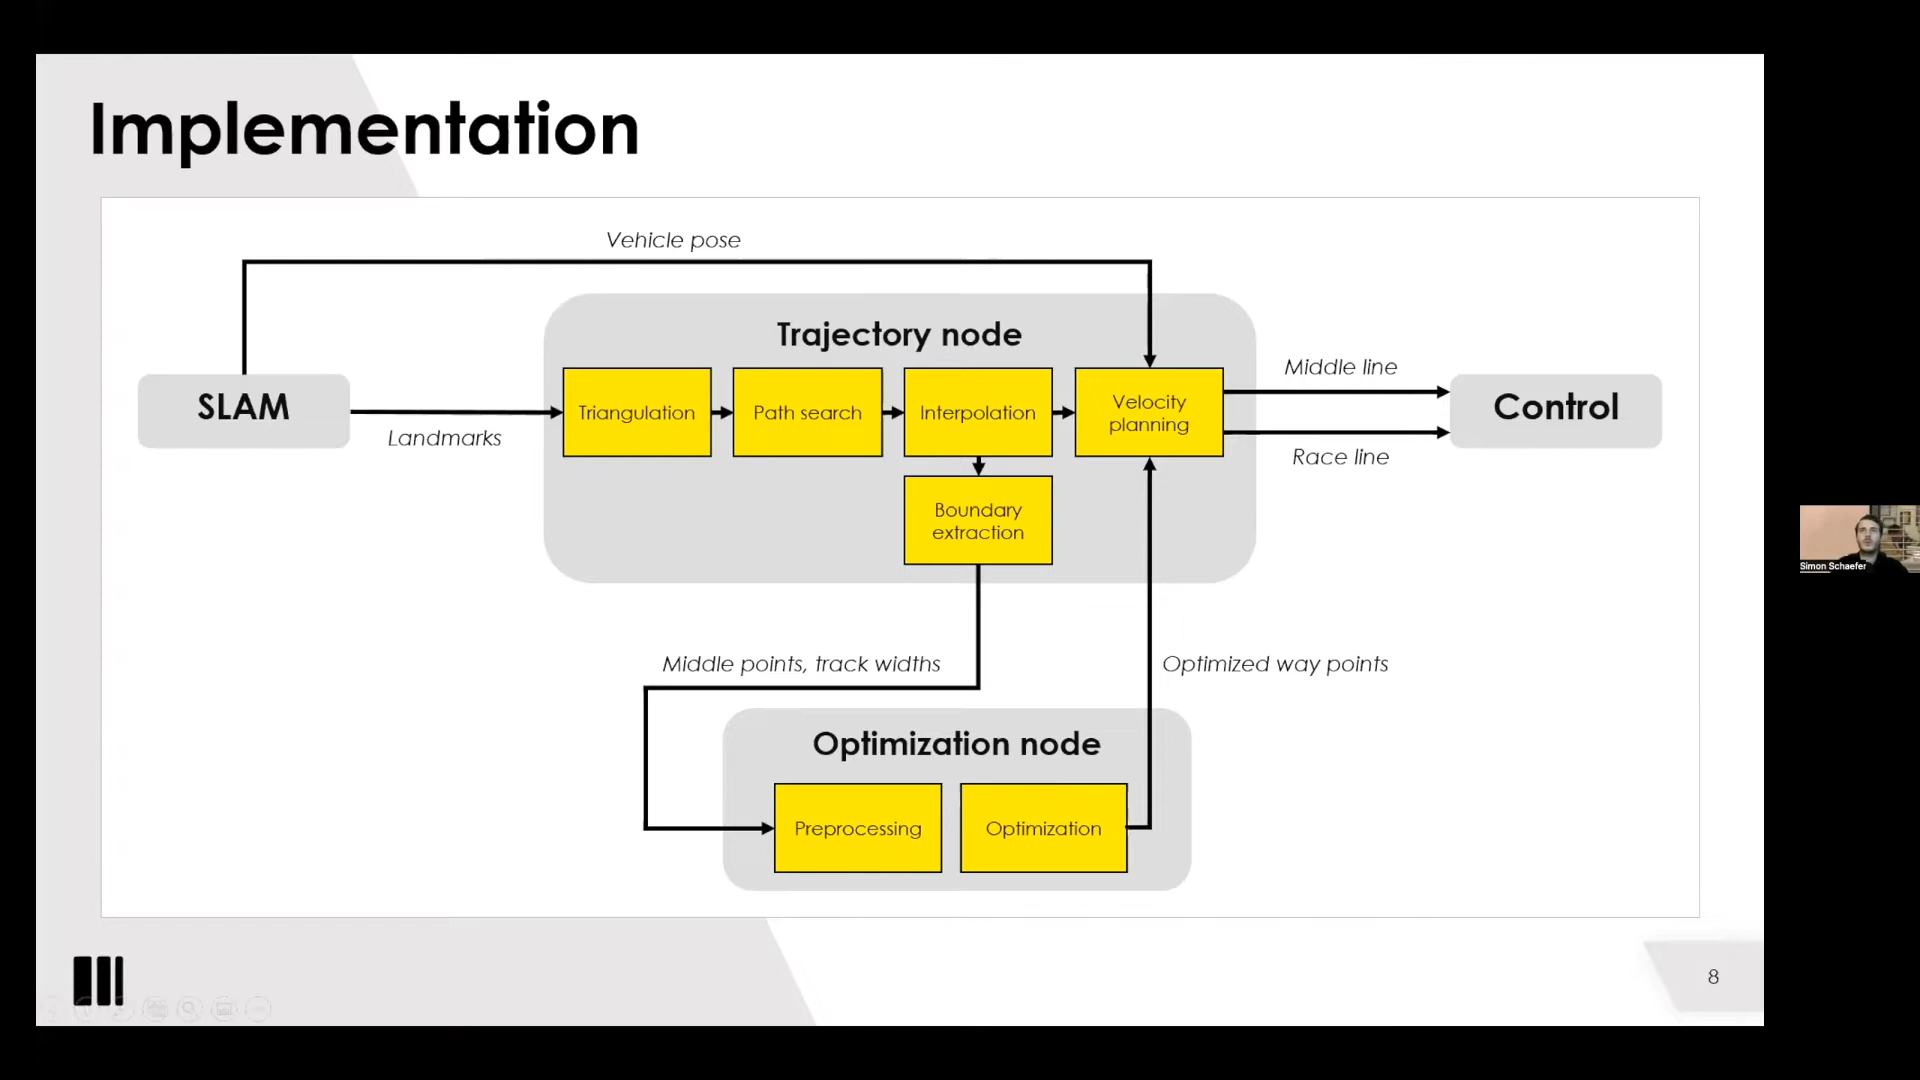 Implementation
Vehicle pose
Trajectory node
SLAM
Landmarks
Triangulation
Path search
Interpolation
Velocity
planning
Middle line
Race line
Control
Boundary
extraction
Middle points, track widths
Optimized way points
Optimization node
Preprocessing
Optimization
Simon Schaefer
8